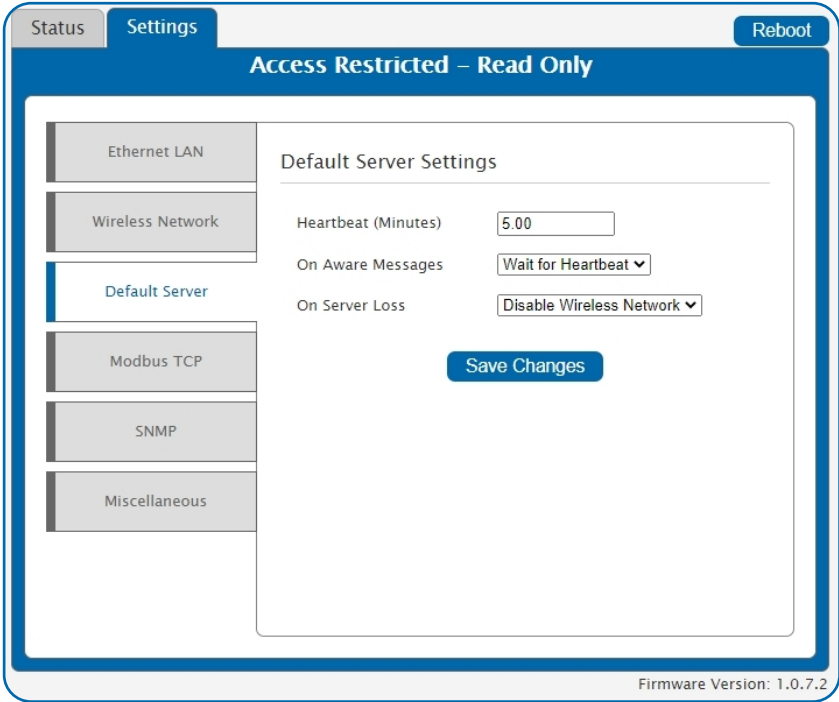 Status
Settings
Reboot
Access Restricted – Read Only
Ethernet LAN
Wireless Network
Default Server
Modbus TCP
SNMP
Miscellaneous
Default Server Settings
Heartbeat (Minutes) 5.00
On Aware Messages Wait for Heartbeat
On Server Loss Disable Wireless Network
Save Changes
Firmware Version: 1.0.7.2